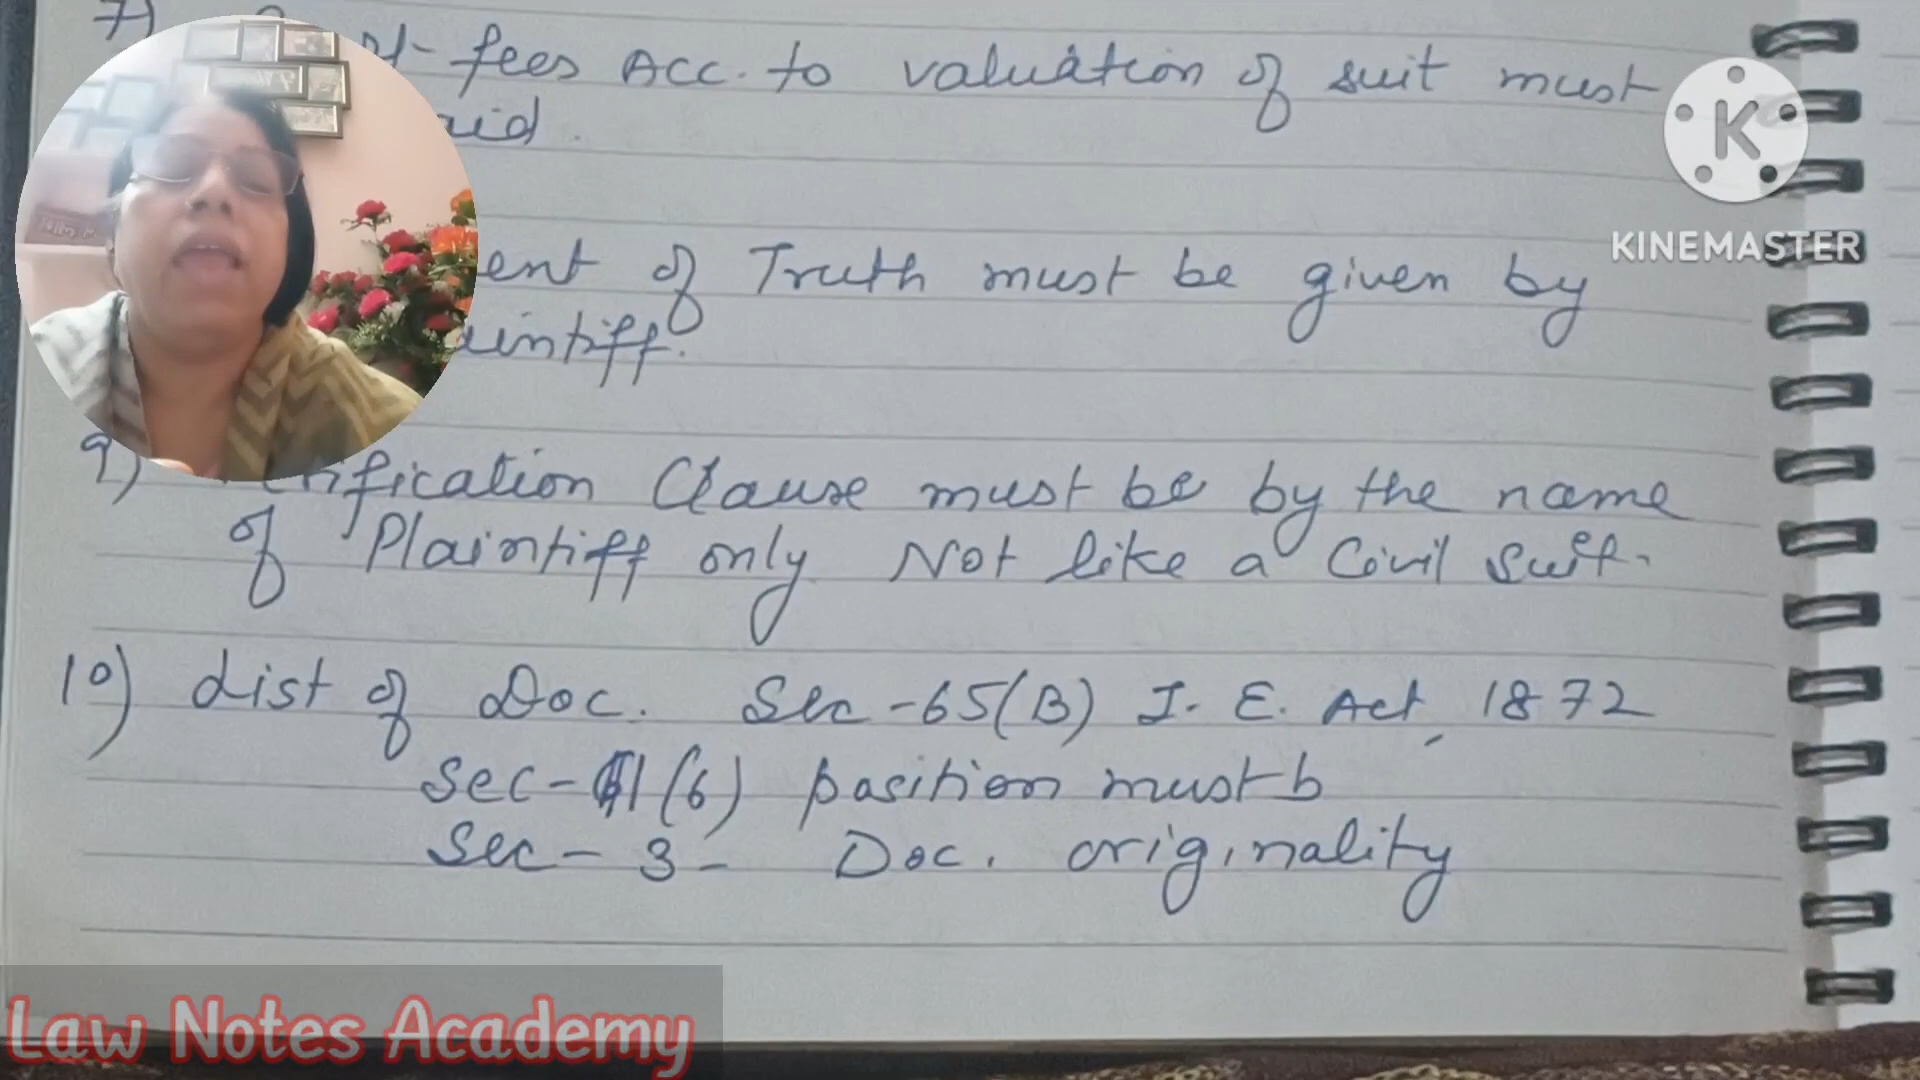 7)
fees Acc. to valuation of suit must
aid.
ent of Truth must be given by
aintiff.
9) erification Clause must be by the name
of Plaintiff only Not like a Civil Suit.
10) List of Doc. Sec-65(B) I. E. Act, 1872
Sec- (6) position must b
Sec- 3- Doc. originality
K
KINEMASTER
Law Notes Academy